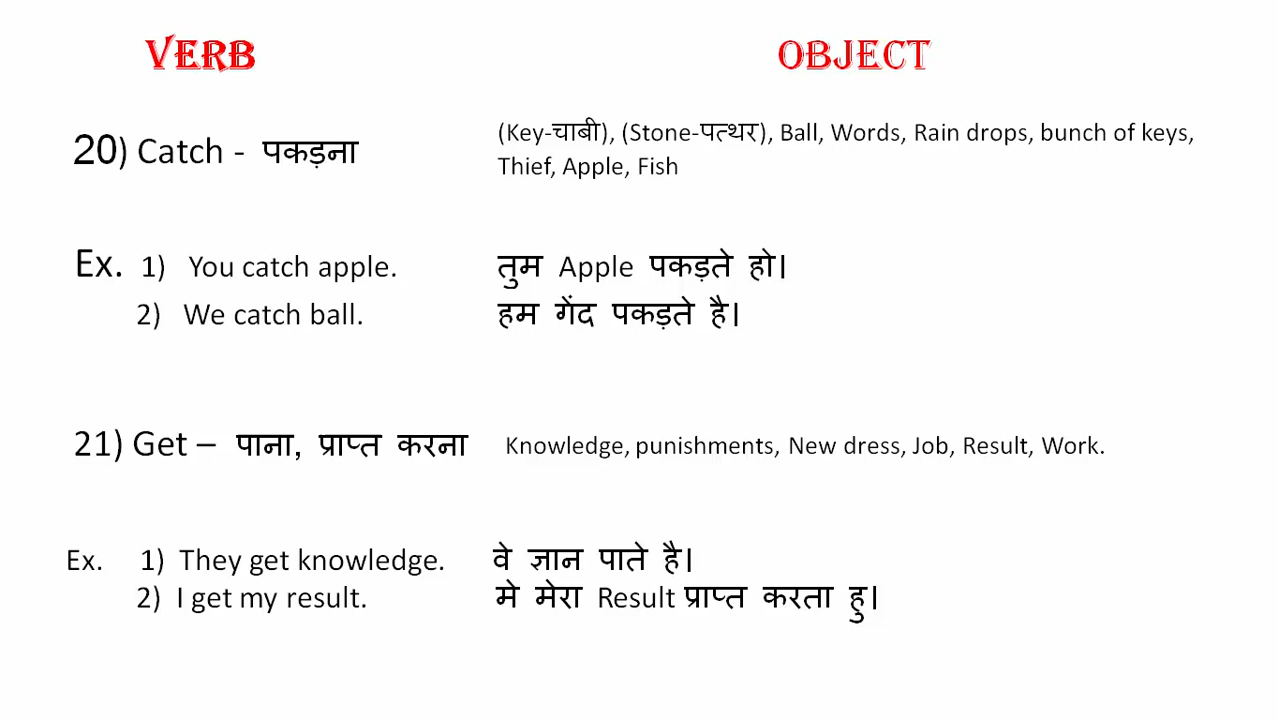 VERB OBJECT
20) Catch - पकड़ना (Key-चाबी), (Stone-पत्थर), Ball, Words, Rain drops, bunch of keys,
Thief, Apple, Fish
Ex. 1) You catch apple. तुम Apple पकड़ते हो।
2) We catch ball. हम गेंद पकड़ते है।
21) Get – पाना, प्राप्त करना Knowledge, punishments, New dress, Job, Result, Work.
Ex. 1) They get knowledge. वे ज्ञान पाते है।
2) I get my result. मे मेरा Result प्राप्त करता हु।